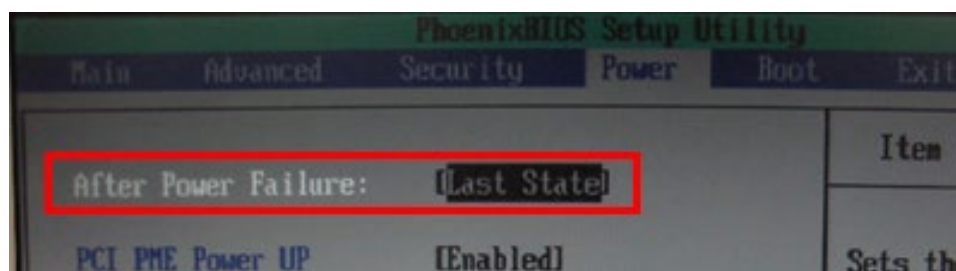 PhoenixBIOS Setup Utility
Main Advanced Security Power Boot Exit
After Power Failure: [Last State]
Item
PCI PME Power UP [Enabled]
Sets th